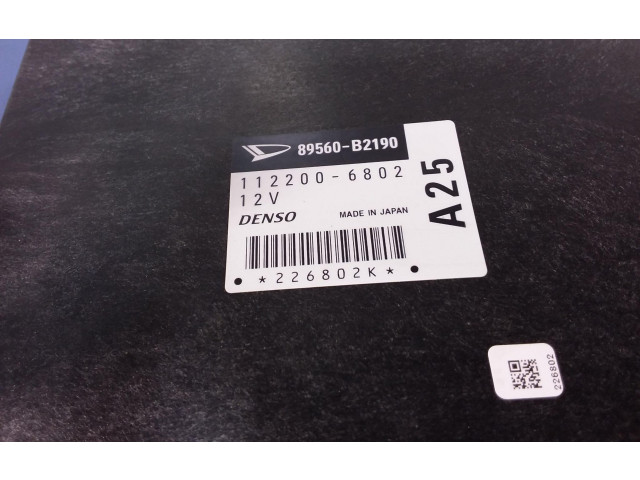 89560-B2190
112200-6802
12V
DENSO MADE IN JAPAN
A25
*226802K*
226802